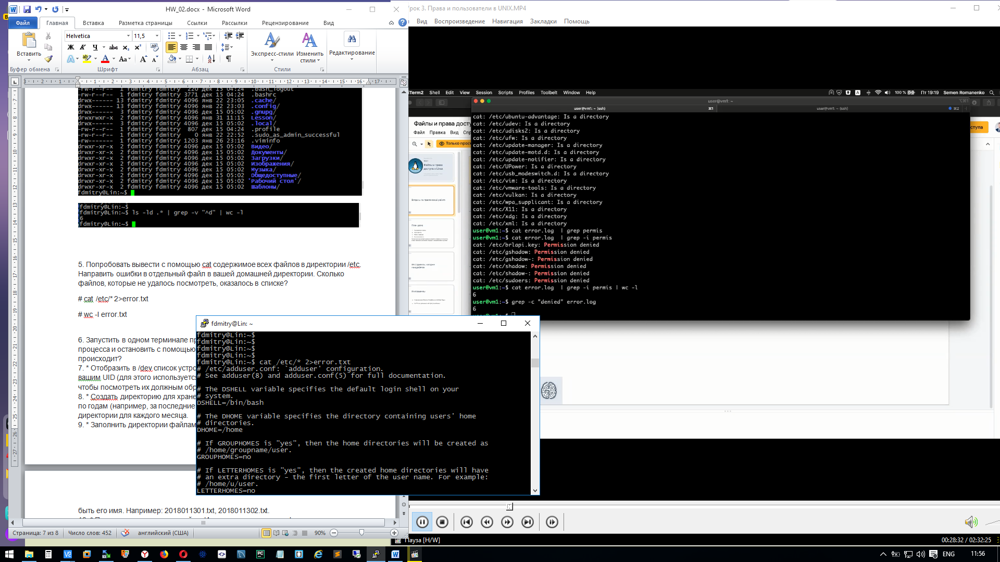 HW_02.docx - Microsoft Word
Файл
Главная
Вставка
Разметка страницы
Ссылки
Рассылки
Рецензирование
Вид
Вставить
Helvetica
11,5
Экспресс-стили
Изменить стили
Редактирование
Буфер обмена
Шрифт
Абзац
Стили
-rw-r--r-- 1 fdmitry fdmitry 220 дек 15 04:24 .bash_logout
-rw-r--r-- 1 fdmitry fdmitry 3771 дек 15 04:24 .bashrc
drwx------ 13 fdmitry fdmitry 4096 янв 22 23:05 .cache/
drwx------ 13 fdmitry fdmitry 4096 янв 22 23:03 .config/
drwx------ 3 fdmitry fdmitry 4096 дек 15 05:02 .gnupg/
drwxrwxr-x 2 fdmitry fdmitry 4096 янв 31 11:15 Lesson/
drwx------ 3 fdmitry fdmitry 4096 дек 15 05:02 .local/
-rw-r--r-- 1 fdmitry fdmitry 807 дек 15 04:24 .profile
-rw-r--r-- 1 fdmitry fdmitry 0 янв 22 22:52 .sudo_as_admin_successful
-rw------- 1 fdmitry fdmitry 1203 янв 26 23:16 .viminfo
drwxr-xr-x 2 fdmitry fdmitry 4096 дек 15 05:02 Видео/
drwxr-xr-x 2 fdmitry fdmitry 4096 дек 15 05:02 Документы/
drwxr-xr-x 2 fdmitry fdmitry 4096 дек 15 05:02 Загрузки/
drwxr-xr-x 2 fdmitry fdmitry 4096 дек 15 05:02 Изображения/
drwxr-xr-x 2 fdmitry fdmitry 4096 дек 15 05:02 Музыка/
drwxr-xr-x 2 fdmitry fdmitry 4096 дек 15 05:02 Общедоступные/
drwxr-xr-x 2 fdmitry fdmitry 4096 дек 15 05:02 'Рабочий стол'/
drwxr-xr-x 2 fdmitry fdmitry 4096 дек 15 05:02 Шаблоны/
fdmitry@Lin:~$
fdmitry@Lin:~$
fdmitry@Lin:~$ ls -ld .* | grep -v "^d" | wc -l
6
fdmitry@Lin:~$
5. Попробовать вывести с помощью cat содержимое всех файлов в директории /etc.
Направить ошибки в отдельный файл в вашей домашней директории. Сколько
файлов, которые не удалось посмотреть, оказалось в списке?
# cat /etc/* 2>error.txt
# wc -l error.txt
6. Запустить в одном терминале
процесса и остановить с помощью
происходит?
7. * Отобразить в /dev список
вашим UID (для этого используется
чтобы посмотреть их должным
8. * Создать директорию для
по годам (например, за последние
директории для каждого месяца.
9. * Заполнить директории
быть его имя. Например: 2018011301.txt, 2018011302.txt.
Страница: 7 из 8
Число слов: 452
английский (США)
90%
fdmitry@Lin: ~
fdmitry@Lin:~$
fdmitry@Lin:~$
fdmitry@Lin:~$
fdmitry@Lin:~$
fdmitry@Lin:~$ cat /etc/* 2>error.txt
# /etc/adduser.conf: `adduser' configuration.
# See adduser(8) and adduser.conf(5) for full documentation.
# The DSHELL variable specifies the default login shell on your
# system.
DSHELL=/bin/bash
# The DHOME variable specifies the directory containing users' home
# directories.
DHOME=/home
# If GROUPHOMES is "yes", then the home directories will be created as
# /home/groupname/user.
GROUPHOMES=no
# If LETTERHOMES is "yes", then the created home directories will have
# an extra directory - the first letter of the user name. For example:
# /home/u/user.
LETTERHOMES=no
рок 3. Права и пользователи в UNIX.MP4
Вид
Воспроизведение
Навигация
Закладки
Помощь
iTerm2 Shell Edit View Session Scripts Profiles Toolbelt Window Help
100 %
Пт 19:19
Semen Romanenko
user@vm1: ~
user@vm1: ~ (ssh)
⌘1
user@vm1: ~ (ssh)
⌘2
Файлы и права
Файл Правка Вид
Файлы и права доступа в Linux
План урока
Инструменты
cat: /etc/ubuntu-advantage: Is a directory
cat: /etc/udev: Is a directory
cat: /etc/udisks2: Is a directory
cat: /etc/ufw: Is a directory
cat: /etc/update-manager: Is a directory
cat: /etc/update-motd.d: Is a directory
cat: /etc/update-notifier: Is a directory
cat: /etc/UPower: Is a directory
cat: /etc/usb_modeswitch.d: Is a directory
cat: /etc/vim: Is a directory
cat: /etc/vmware-tools: Is a directory
cat: /etc/vulkan: Is a directory
cat: /etc/wpa_supplicant: Is a directory
cat: /etc/X11: Is a directory
cat: /etc/xdg: Is a directory
cat: /etc/xml: Is a directory
user@vm1:~$ cat error.log | grep permis
user@vm1:~$ cat error.log | grep -i permis
cat: /etc/brlapi.key: Permission denied
cat: /etc/gshadow: Permission denied
cat: /etc/gshadow-: Permission denied
cat: /etc/shadow: Permission denied
cat: /etc/shadow-: Permission denied
cat: /etc/sudoers: Permission denied
user@vm1:~$ cat error.log | grep -i permis | wc -l
6
user@vm1:~$ grep -c "denied" error.log
6
Пауза [H/W]
00:28:32 / 02:32:25
ENG
11:56